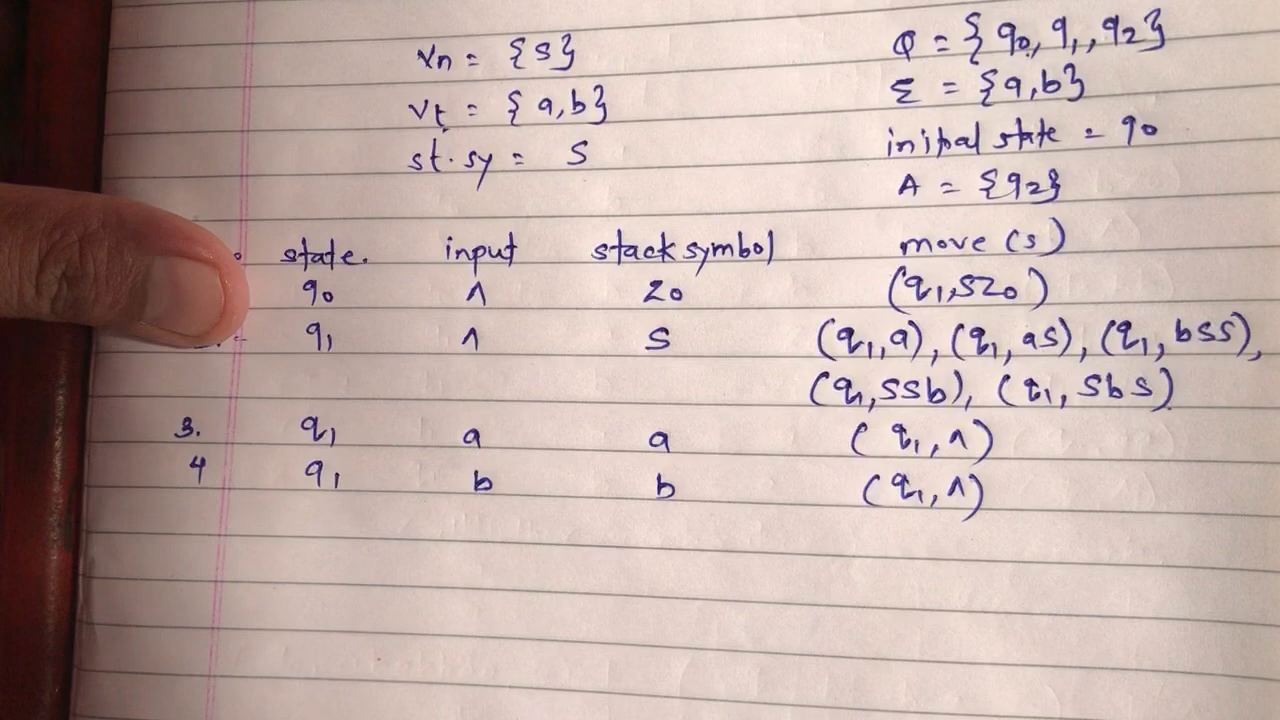 Vn = {S} Q = {q0, q1, q2}
Vt = {a,b} Σ = {a,b}
st.sy = S initial state = q0
A = {q2}
state. input stack symbol move(s)
q0 ^ Z0 (q1,SZ0)
q1 ^ S (q1,a), (q1,aS), (q1,bSS),
(q1,SSb), (q1,SbS)
3. q1 a a (q1,^)
4 q1 b b (q1,^)